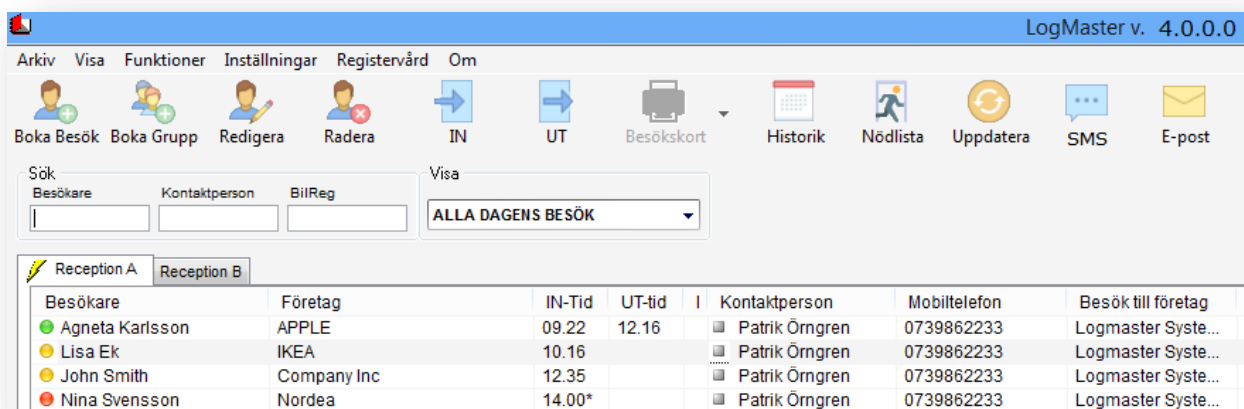 LogMaster v. 4.0.0.0
Arkiv Visa Funktioner Inställningar Registervård Om
Boka Besök Boka Grupp Redigera Radera IN UT Besökskort Historik Nödlista Uppdatera SMS E-post
Sök Visa
Besökare Kontaktperson BilReg
ALLA DAGENS BESÖK
Reception A Reception B
Besökare Företag IN-Tid UT-tid I Kontaktperson Mobiltelefon Besök till företag
Agneta Karlsson APPLE 09.22 12.16 Patrik Örngren 0739862233 Logmaster Syste...
Lisa Ek IKEA 10.16 Patrik Örngren 0739862233 Logmaster Syste...
John Smith Company Inc 12.35 Patrik Örngren 0739862233 Logmaster Syste...
Nina Svensson Nordea 14.00* Patrik Örngren 0739862233 Logmaster Syste...